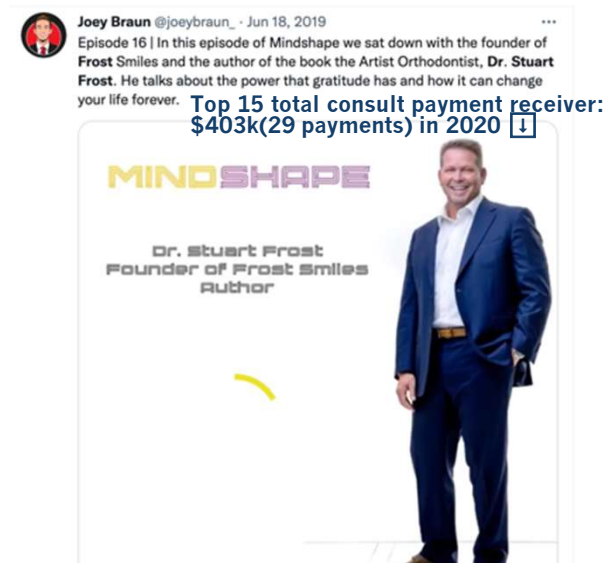 Joey Braun @joeybraun_ · Jun 18, 2019
Episode 16 | In this episode of Mindshape we sat down with the founder of
Frost Smiles and the author of the book the Artist Orthodontist, Dr. Stuart
Frost. He talks about the power that gratitude has and how it can change
your life forever.
Top 15 total consult payment receiver:
$403k(29 payments) in 2020 ↓
MINDSHAPE
Dr. Stuart Frost
Founder of Frost Smiles
Author